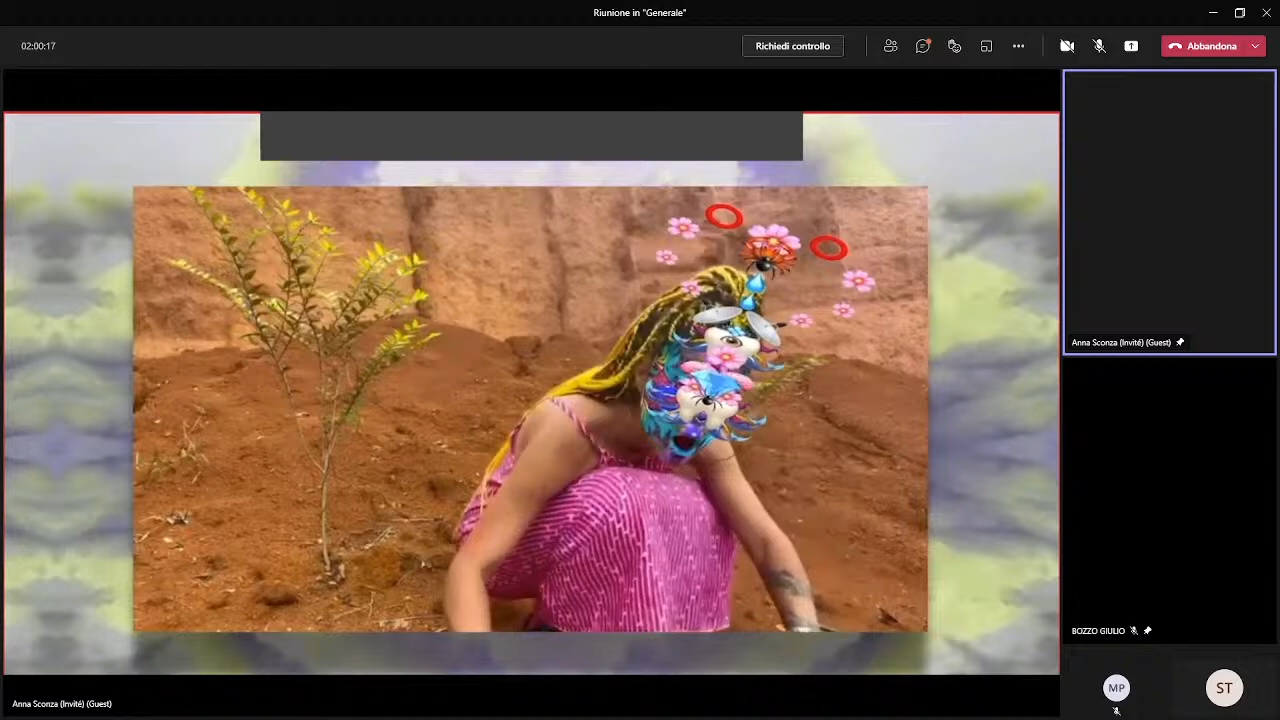 Riunione in "Generale"
02:00:17
Richiedi controllo
Abbandona
Anna Sconza (Invité) (Guest)
BOZZO GIULIO
MP
ST
Anna Sconza (Invité) (Guest)